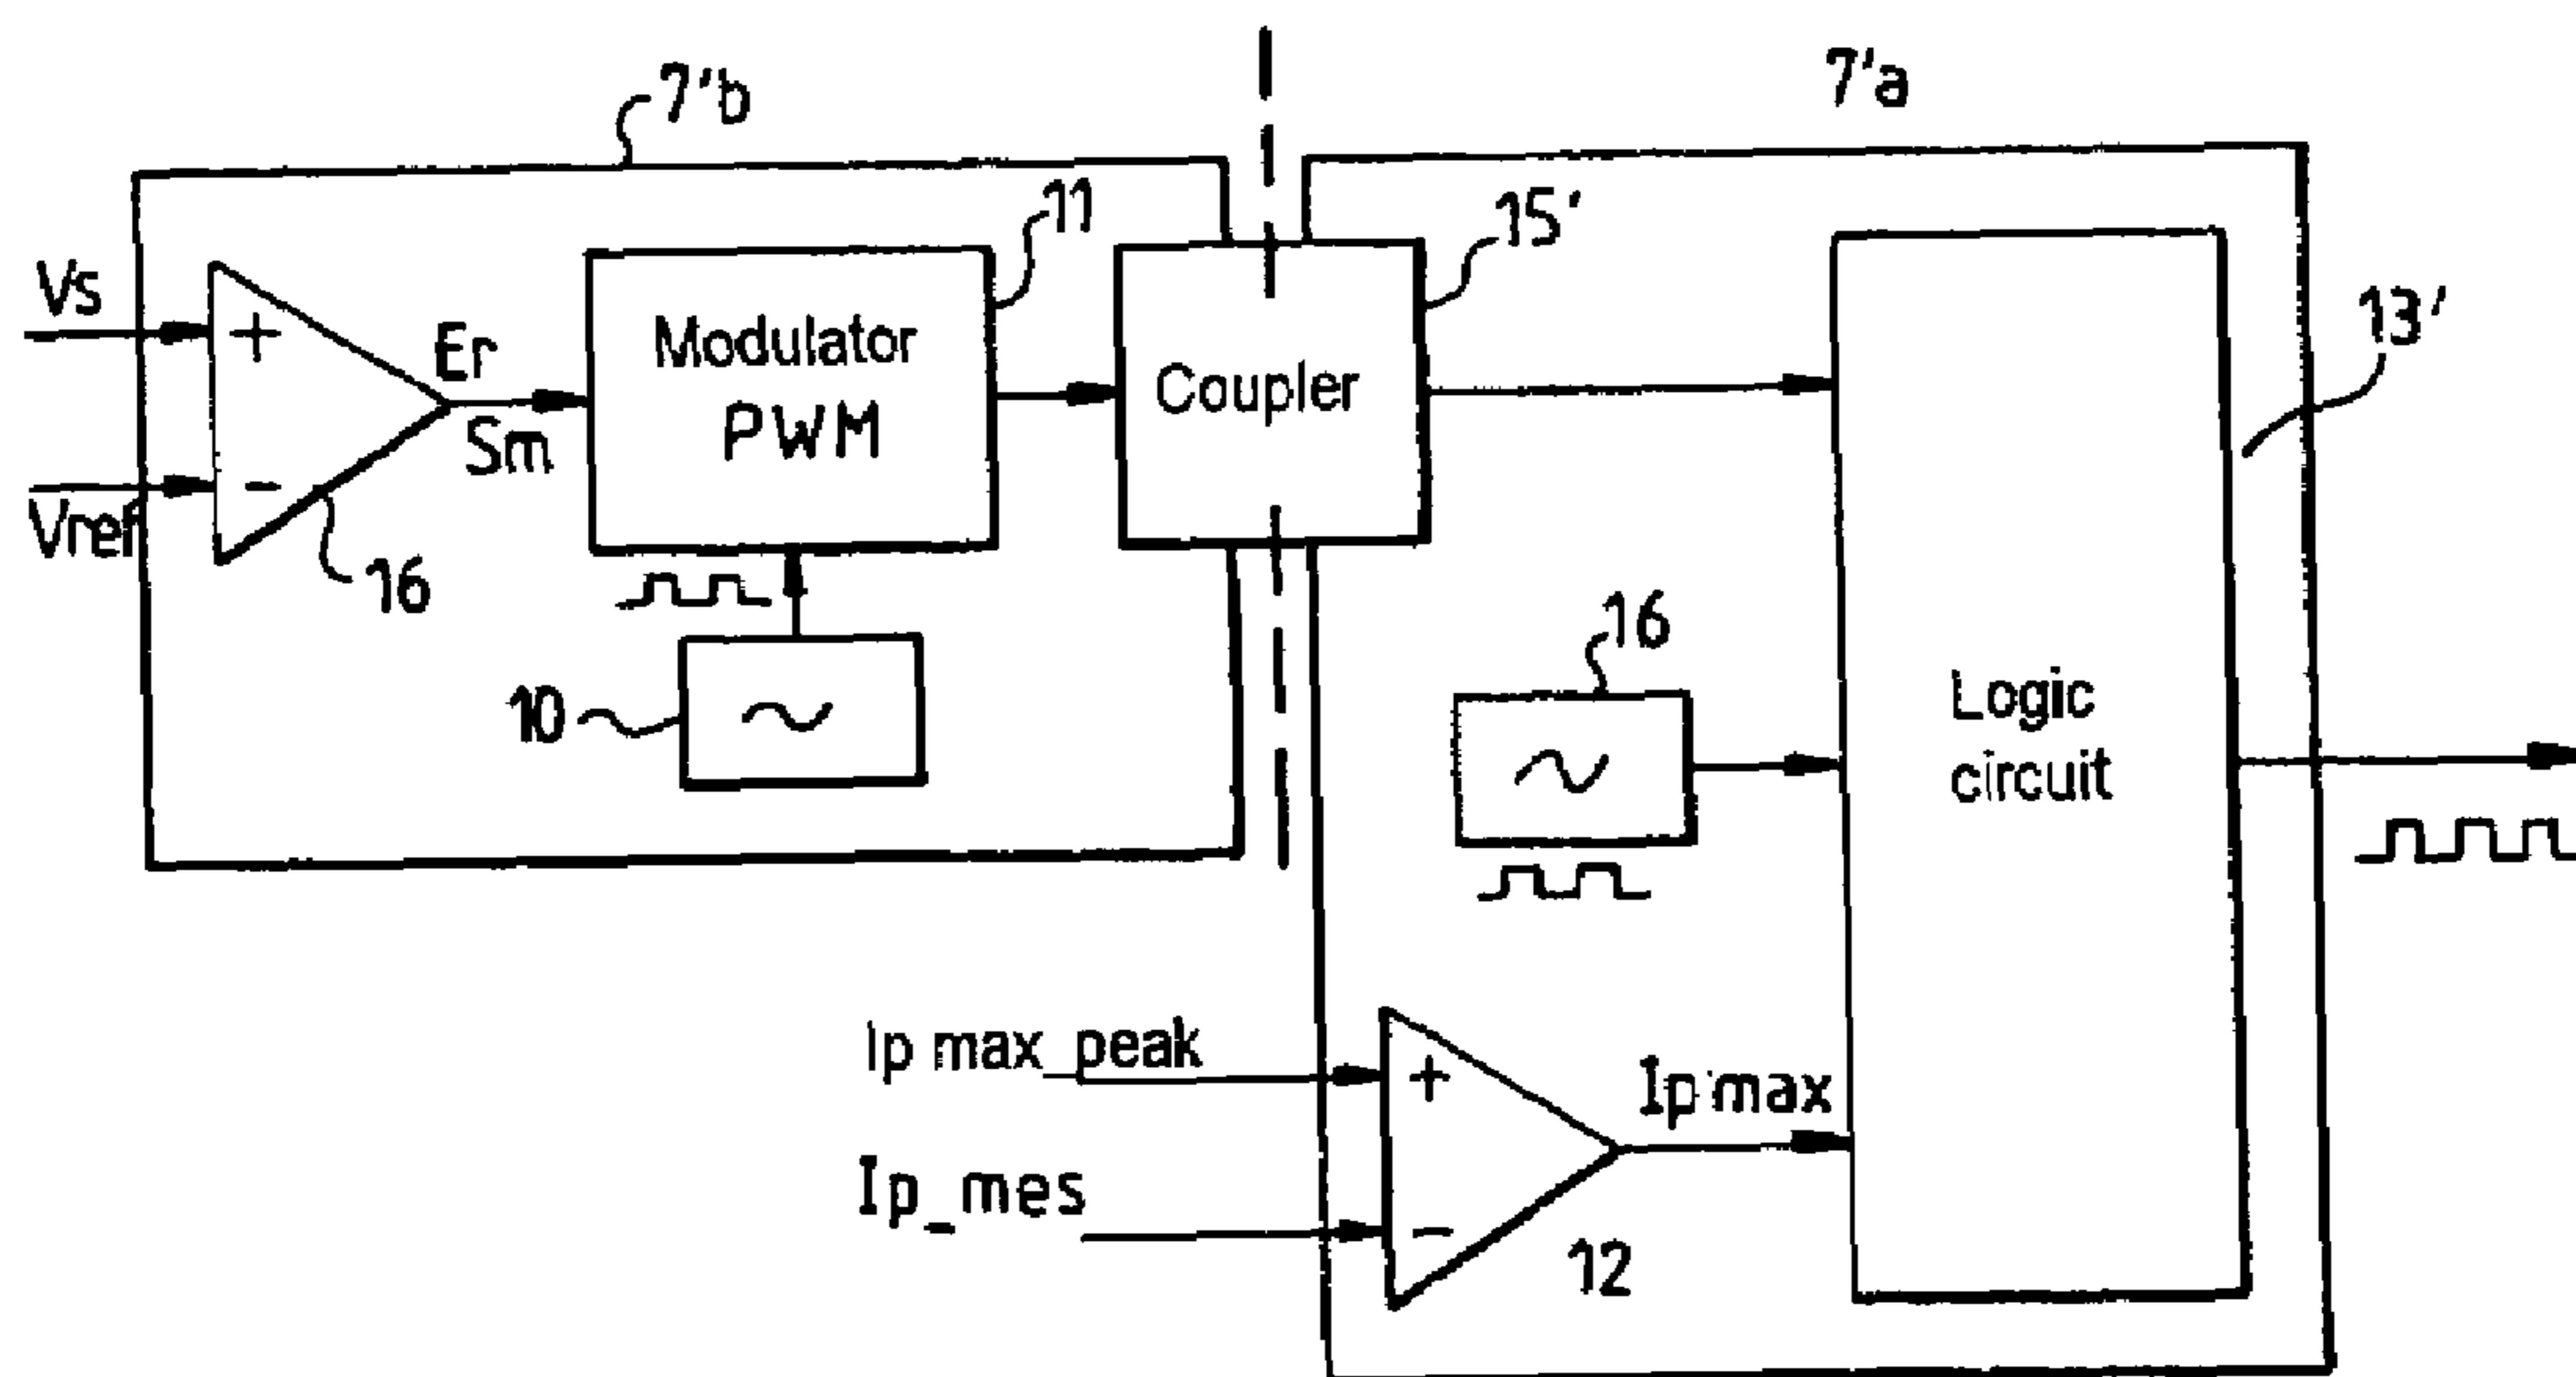 7'b
7'a
11
15'
Vs
+
Er
Modulator
PWM
Coupler
13'
Sm
-
Vref
16
16
10
Logic
circuit
Ip max_peak
+
Ip max
Ip_mes
-
12